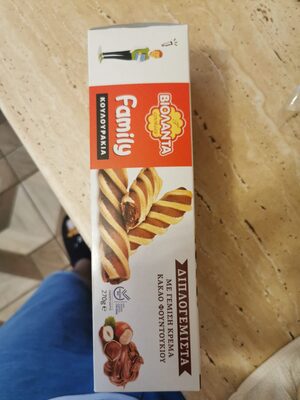 ΒΙΟΛΑΝΤΑ
Family
ΚΟΥΛΟΥΡΑΚΙΑ
ΔΙΠΛΟΓΕΜΙΣΤΑ
ΜΕ ΓΕΜΙΣΗ ΚΡΕΜΑ
ΚΑΚΑΟ ΦΟΥΝΤΟΥΚΙΟΥ
270g e